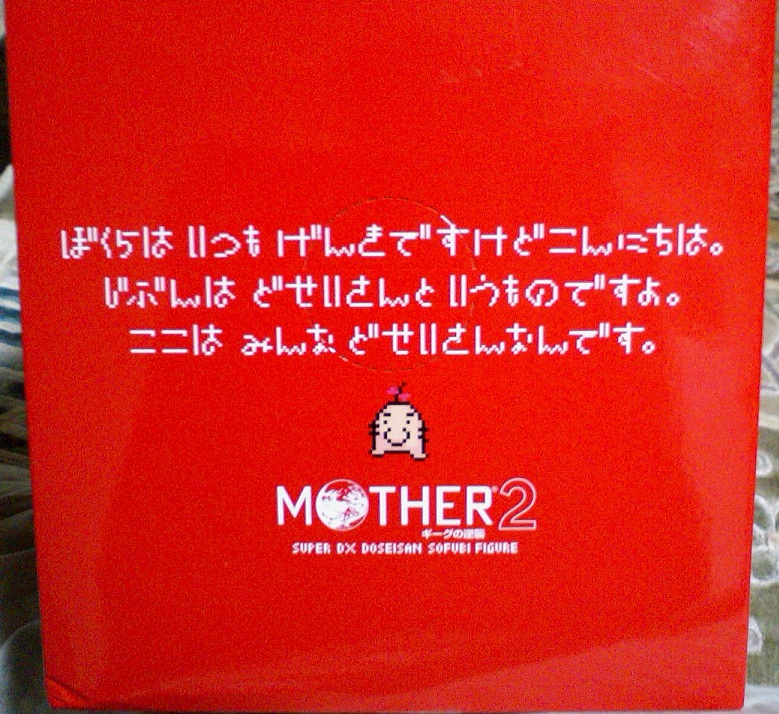 ぼくらは いつも げんきですけどこんにちは。
じぶんは どせいさんと いうものですよ。
ここは みんな どせいさんなんです。
MOTHER®2
ギーグの逆襲
SUPER DX DOSEISAN SOFUBI FIGURE